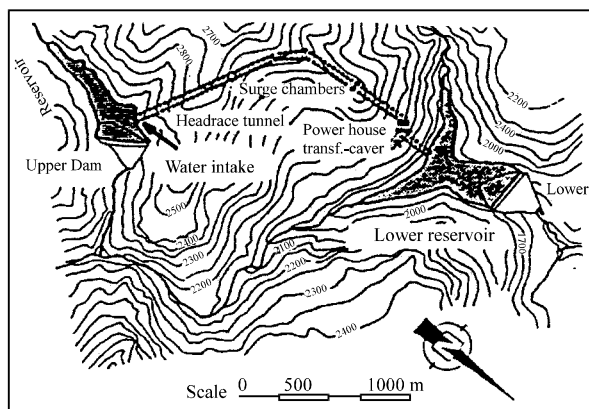 2700
2800
Reservoir
2200
2400
2200
2000
Surge chambers
Headrace tunnel
Power house
transf.-caver
Upper Dam
Water intake
Lower
2500
2000
Lower reservoir
1700
2400
2300
2200
2100
2200
2300
2400
Scale 0 500 1000 m